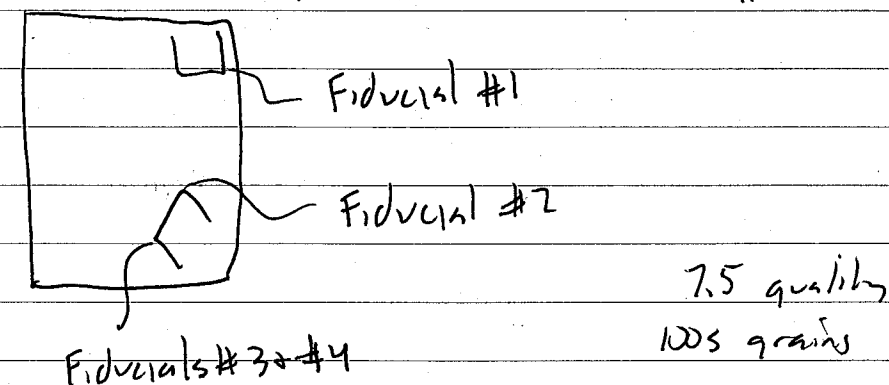 Fiducial #1
Fiducial #2
7.5 quality
100s grains
Fiducials #3 + #4